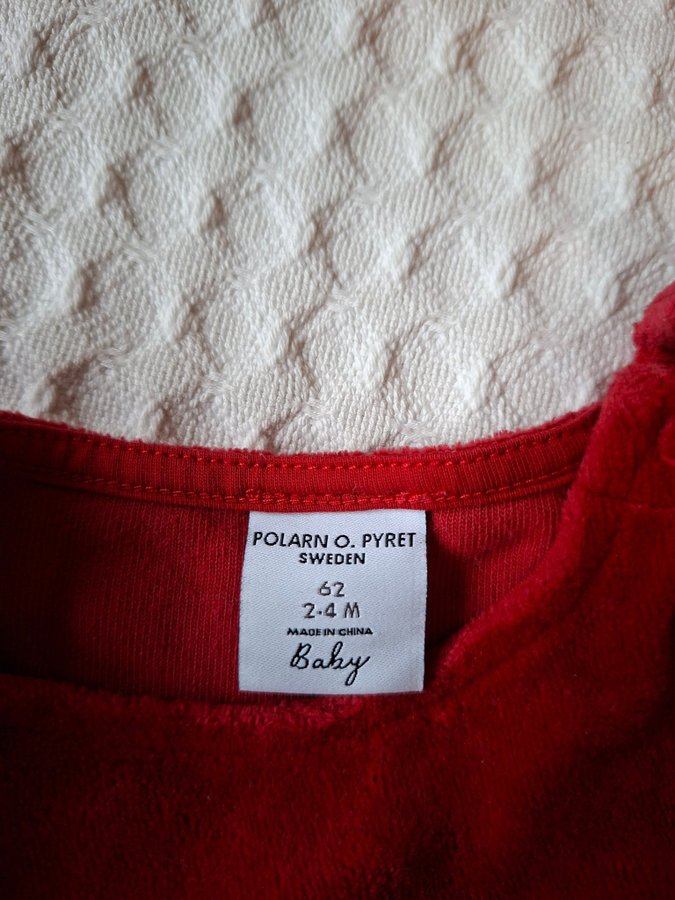 POLARN O. PYRET
SWEDEN
62
2-4 M
MADE IN CHINA
Baby